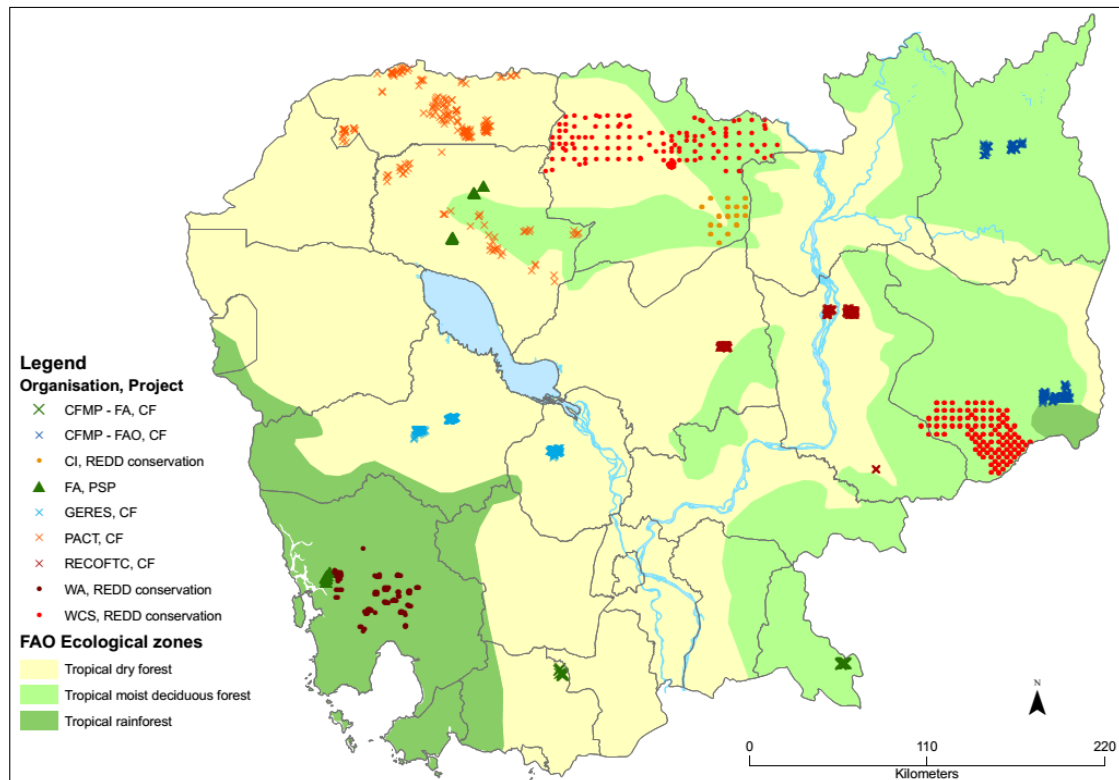 Legend
Organisation, Project
CFMP - FA, CF
CFMP - FAO, CF
CI, REDD conservation
FA, PSP
GERES, CF
PACT, CF
RECOFTC, CF
WA, REDD conservation
WCS, REDD conservation
FAO Ecological zones
Tropical dry forest
Tropical moist deciduous forest
Tropical rainforest
N
0 110 220
Kilometers